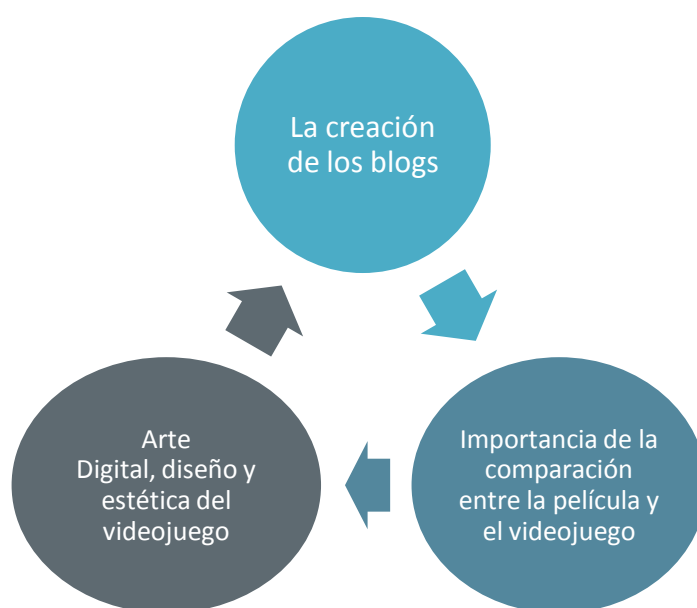 La creación
de los blogs
Importancia de la
comparación
entre la película y
el videojuego
Arte
Digital, diseño y
estética del
videojuego